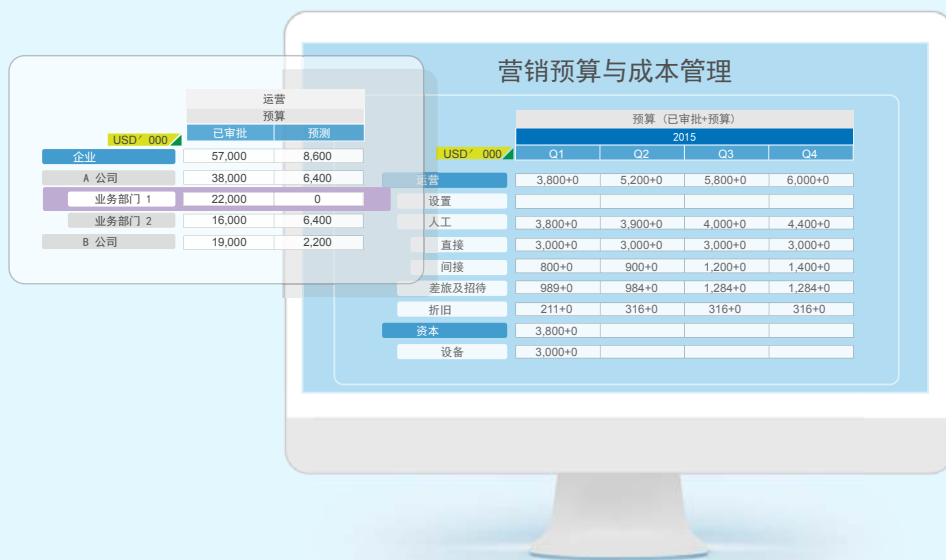 营销预算与成本管理
运营
预算
USD′ 000 已审批 预测
企业 57,000 8,600
A 公司 38,000 6,400
业务部门 1 22,000 0
业务部门 2 16,000 6,400
B 公司 19,000 2,200
预算（已审批+预算）
2015
USD′ 000 Q1 Q2 Q3 Q4
运营 3,800+0 5,200+0 5,800+0 6,000+0
设置
人工 3,800+0 3,900+0 4,000+0 4,400+0
直接 3,000+0 3,000+0 3,000+0 3,000+0
间接 800+0 900+0 1,200+0 1,400+0
差旅及招待 989+0 984+0 1,284+0 1,284+0
折旧 211+0 316+0 316+0 316+0
资本 3,800+0
设备 3,000+0